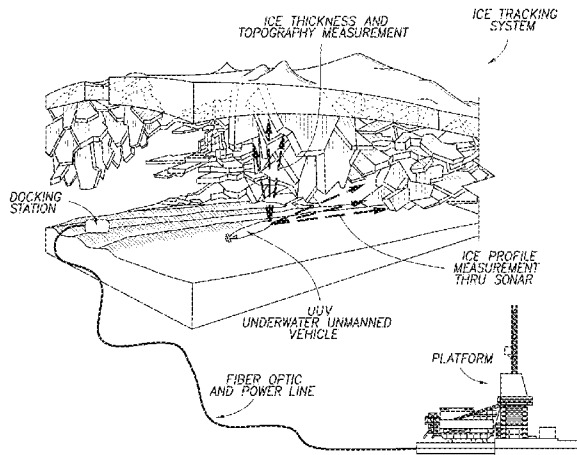 ICE THICKNESS AND
TOPOGRAPHY MEASUREMENT
ICE TRACKING
SYSTEM
DOCKING
STATION
ICE PROFILE
MEASUREMENT
THRU SONAR
UUV
UNDERWATER UNMANNED
VEHICLE
PLATFORM
FIBER OPTIC
AND POWER LINE